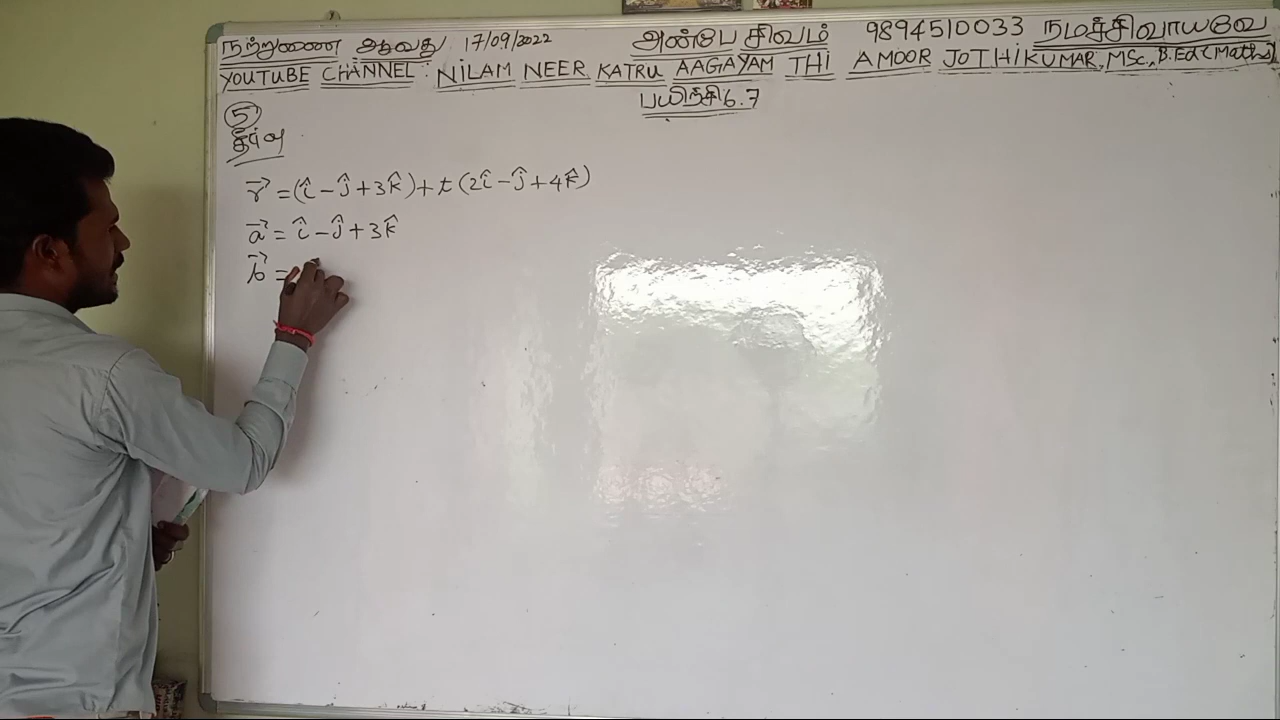 நற்றுணை ஆவது 17/09/2022 அன்பே சிவம் 9894510033 நமச்சிவாயவே
YOUTUBE CHANNEL : NILAM NEER KATRU AAGAYAM THI AMOOR JOTHIKUMAR, MSc., B.Ed (Maths)
பயிற்சி 6.7
5
தீர்வு
r⃗ = (î - ĵ + 3k̂) + t (2î - ĵ + 4k̂)
a⃗ = î - ĵ + 3k̂
b⃗ =